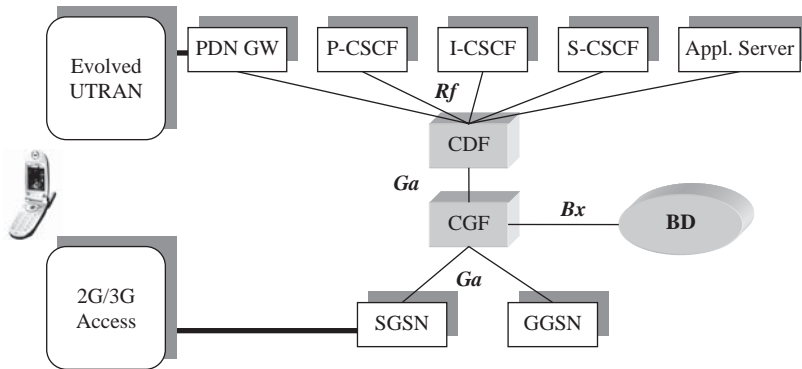 Evolved
UTRAN
PDN GW
P-CSCF
I-CSCF
S-CSCF
Appl. Server
Rf
CDF
Ga
CGF
Bx
BD
Ga
2G/3G
Access
SGSN
GGSN